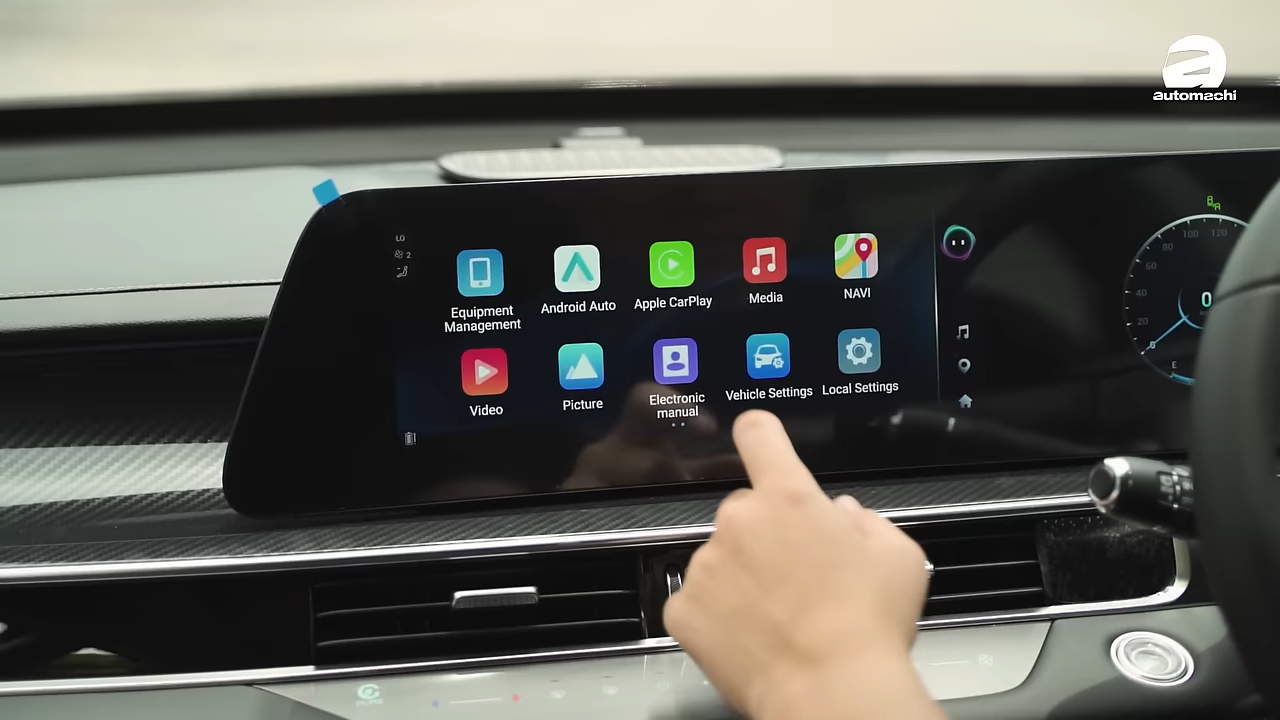 automachi
LO
2
Equipment
Management
Android Auto
Apple CarPlay
Media
NAVI
Video
Picture
Electronic
manual
Vehicle Settings
Local Settings
20
40
60
80
100
120
0
E